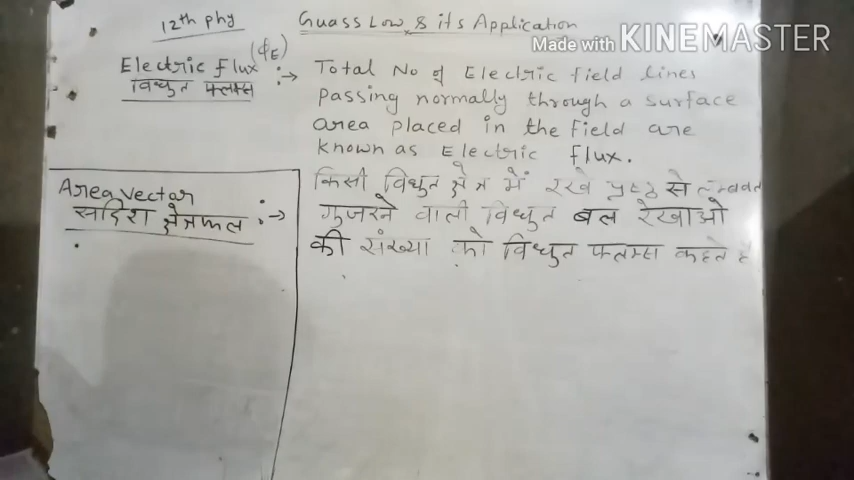 12th phy
Guass Low & its Application
Made with KINEMASTER
Electric flux (ΦE) :→
विधुत फ्लक्स
Total No of Electric field lines
passing normally through a surface
area placed in the field are
known as Electric flux.
किसी विधुत क्षेत्र में रखे पृष्ठ से लम्बवत
गुजरने वाली विधुत बल रेखाओ
की संख्या को विधुत फ्लक्स कहते है
Area vector :→
सदिश क्षेत्रफल